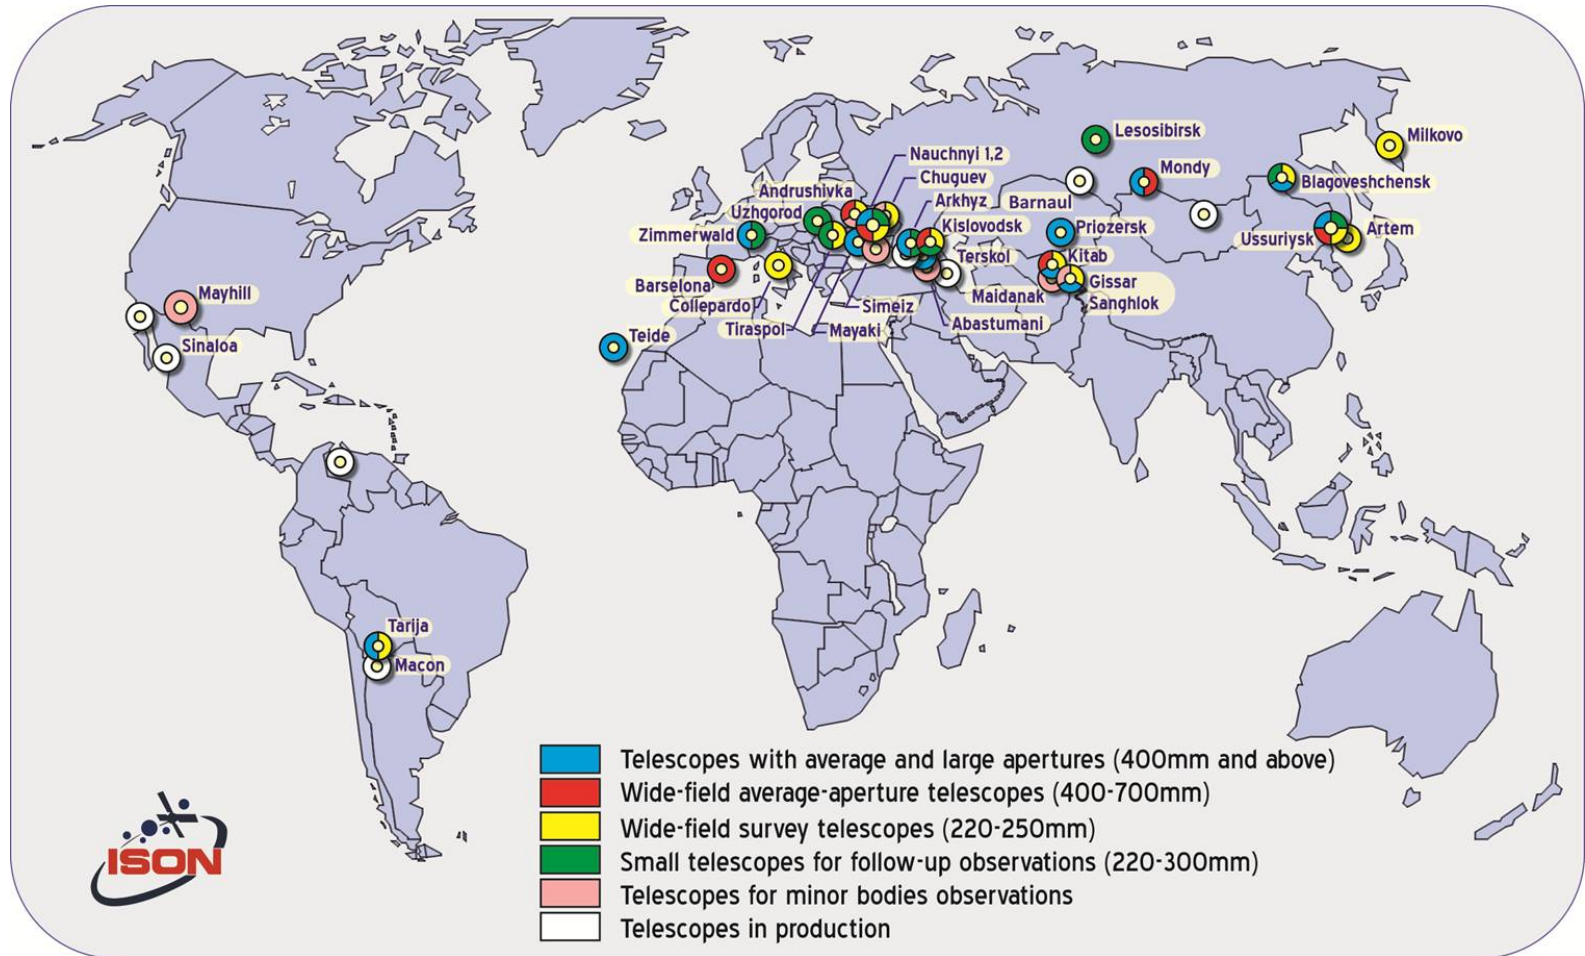 Lesosibirsk
Milkovo
Nauchnyi 1,2
Mondy
Chuguev
Blagoveshchensk
Andrushivka
Arkhyz
Barnaul
Uzhgorod
Kislovodsk
Priozersk
Artem
Zimmerwald
Ussuriysk
Terskol
Kitab
Barselona
Gissar
Sanghlok
Mayhill
Collepardo
Simeiz
Maidanak
Tiraspol
Mayaki
Abastumani
Teide
Sinaloa
Tarija
Macon
Telescopes with average and large apertures (400mm and above)
Wide-field average-aperture telescopes (400-700mm)
Wide-field survey telescopes (220-250mm)
Small telescopes for follow-up observations (220-300mm)
Telescopes for minor bodies observations
Telescopes in production
ISON